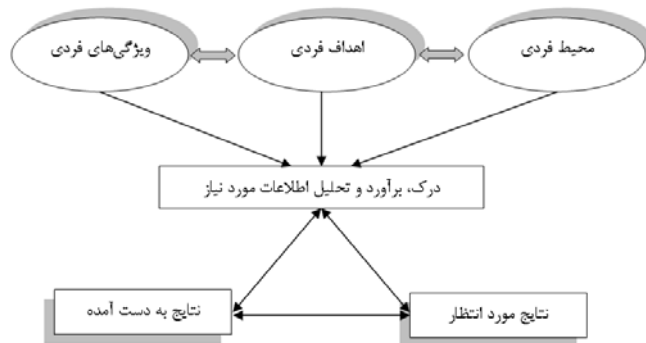 محیط فردی
اهداف فردی
ویژگی‌های فردی
درک، برآورد و تحلیل اطلاعات مورد نیاز
نتایج مورد انتظار
نتایج به دست آمده